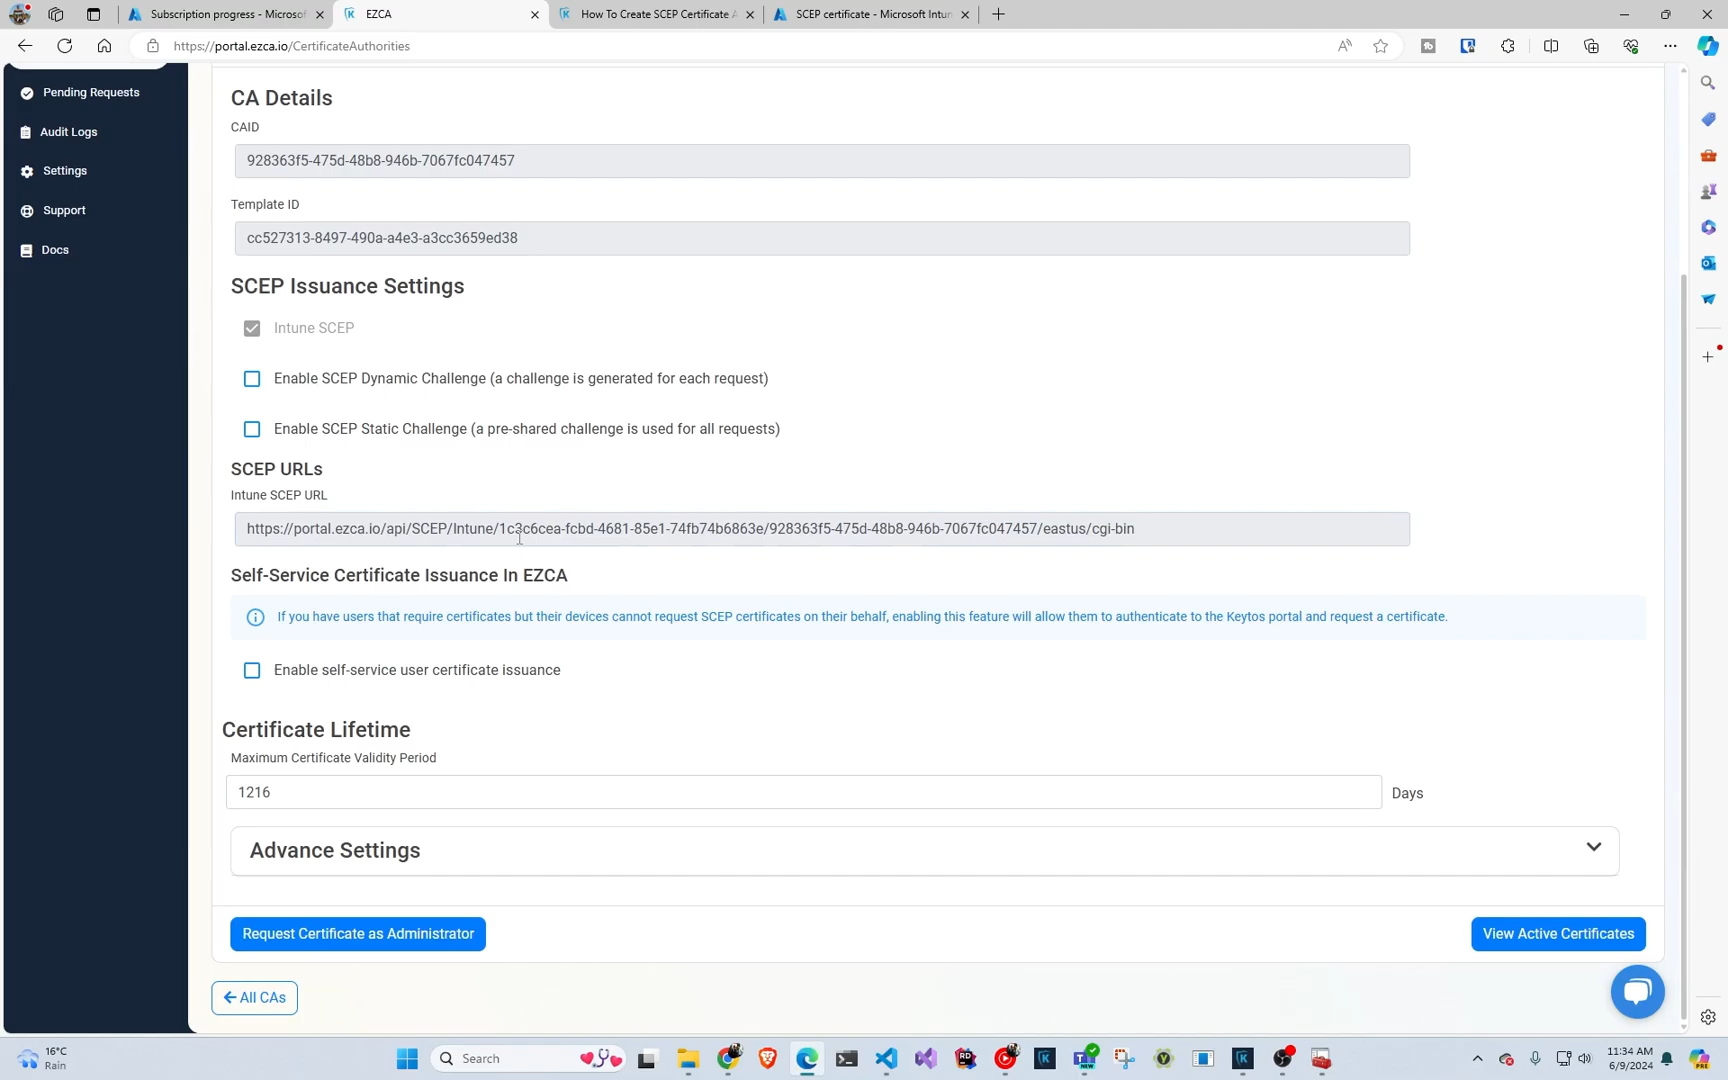 Subscription progress - Microsof
EZCA
How To Create SCEP Certificate A
SCEP certificate - Microsoft Intun
https://portal.ezca.io/CertificateAuthorities
Pending Requests
Audit Logs
Settings
Support
Docs
CA Details
CAID
928363f5-475d-48b8-946b-7067fc047457
Template ID
cc527313-8497-490a-a4e3-a3cc3659ed38
SCEP Issuance Settings
Intune SCEP
Enable SCEP Dynamic Challenge (a challenge is generated for each request)
Enable SCEP Static Challenge (a pre-shared challenge is used for all requests)
SCEP URLs
Intune SCEP URL
https://portal.ezca.io/api/SCEP/Intune/1c3c6cea-fcbd-4681-85e1-74fb74b6863e/928363f5-475d-48b8-946b-7067fc047457/eastus/cgi-bin
Self-Service Certificate Issuance In EZCA
If you have users that require certificates but their devices cannot request SCEP certificates on their behalf, enabling this feature will allow them to authenticate to the Keytos portal and request a certificate.
Enable self-service user certificate issuance
Certificate Lifetime
Maximum Certificate Validity Period
1216
Days
Advance Settings
Request Certificate as Administrator
View Active Certificates
All CAs
16°C
Rain
Search
11:34 AM
6/9/2024